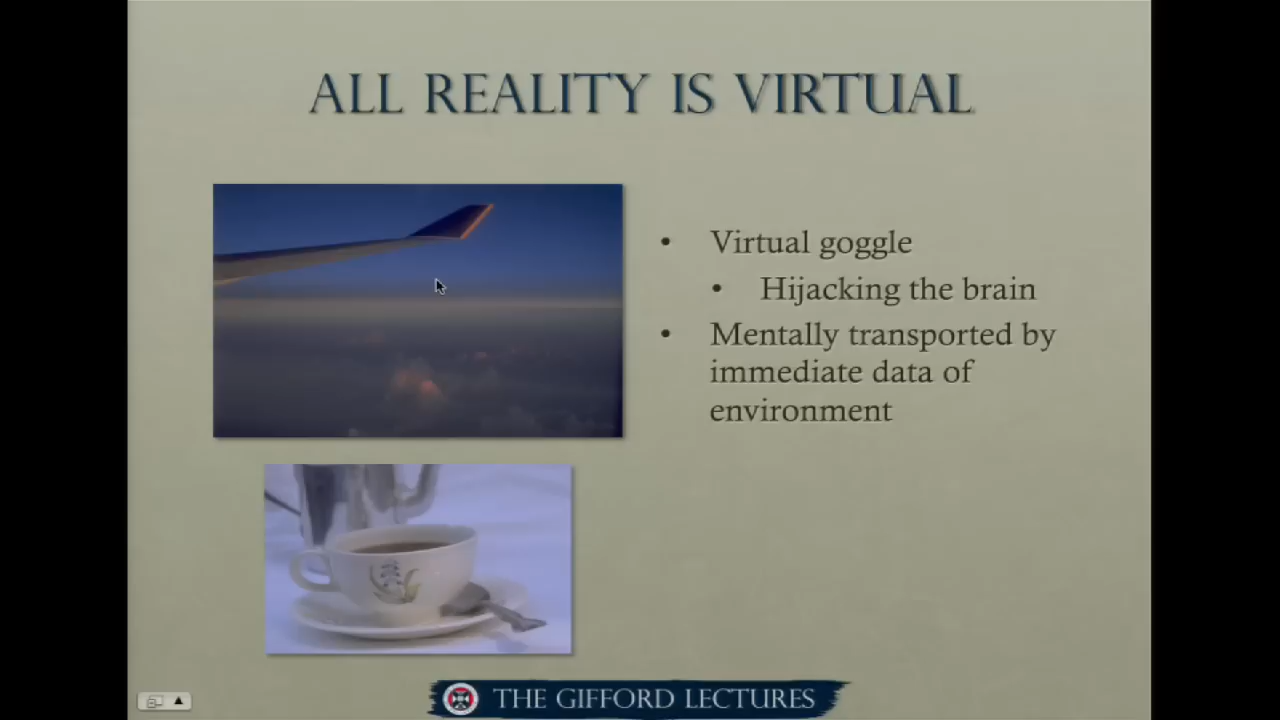 ALL REALITY IS VIRTUAL
• Virtual goggle
• Hijacking the brain
• Mentally transported by
immediate data of
environment
THE GIFFORD LECTURES